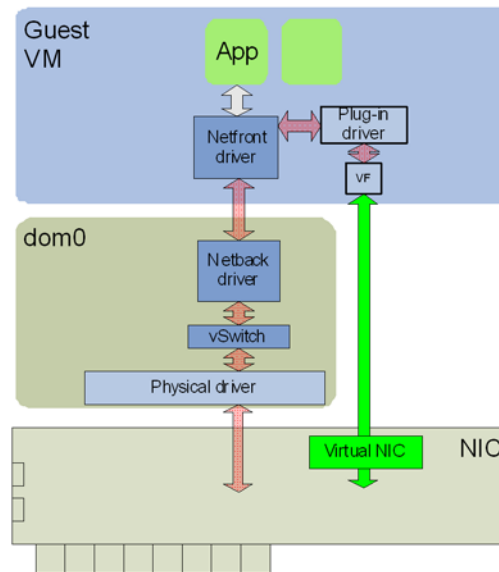 Guest
VM
App
Netfront
driver
Plug-in
driver
VF
dom0
Netback
driver
vSwitch
Physical driver
Virtual NIC
NIC